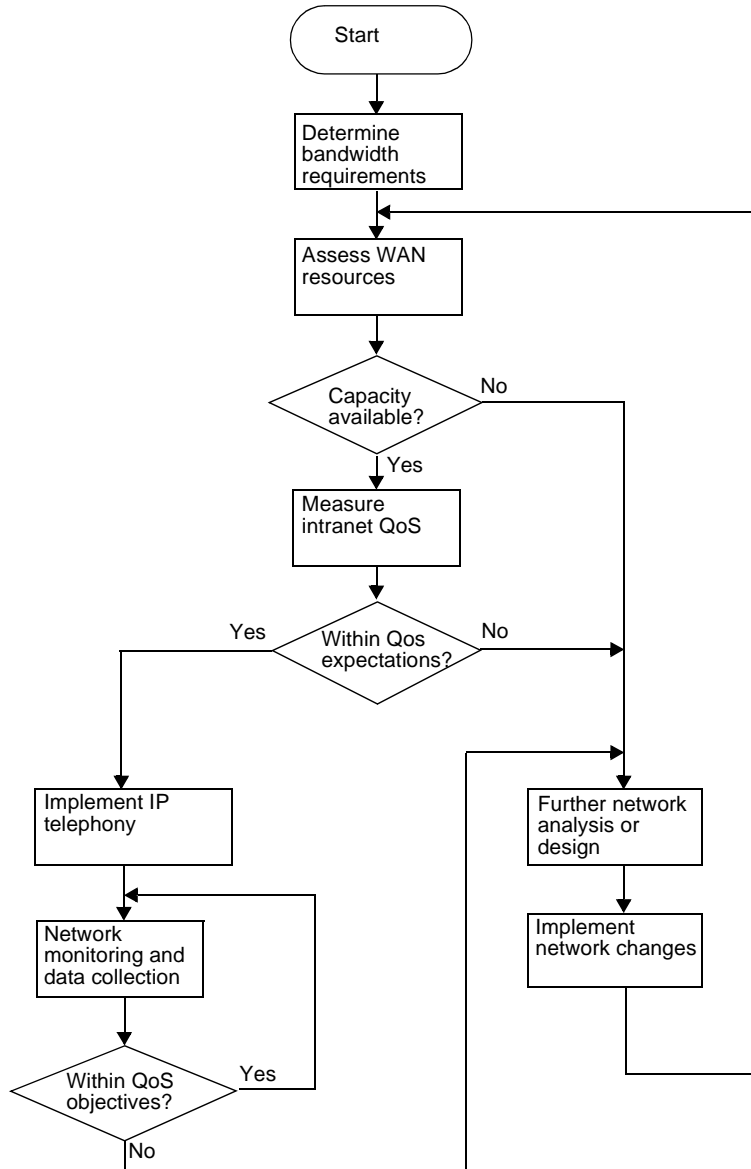 Start
Determine
bandwidth
requirements
Assess WAN
resources
Capacity
available?
No
Yes
Measure
intranet QoS
Within Qos
expectations?
Yes
No
Implement IP
telephony
Further network
analysis or
design
Network
monitoring and
data collection
Implement
network changes
Within QoS
objectives?
Yes
No